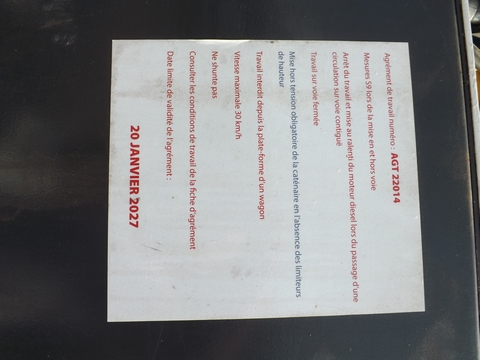 Agrément de travail numéro : AGT 22014
Mesures S9 lors de la mise en et hors voie
Arrêt du travail et mise au ralenti du moteur diesel lors du passage d'une
circulation sur voie contiguë
Travail sur voie fermée
Mise hors tension obligatoire de la caténaire en l'absence des limiteurs
de hauteur
Travail interdit depuis la plate-forme d'un wagon
Vitesse maximale 30 km/h
Ne shunte pas
Consulter les conditions de travail de la fiche d'agrément
Date limite de validité de l'agrément :
20 JANVIER 2027